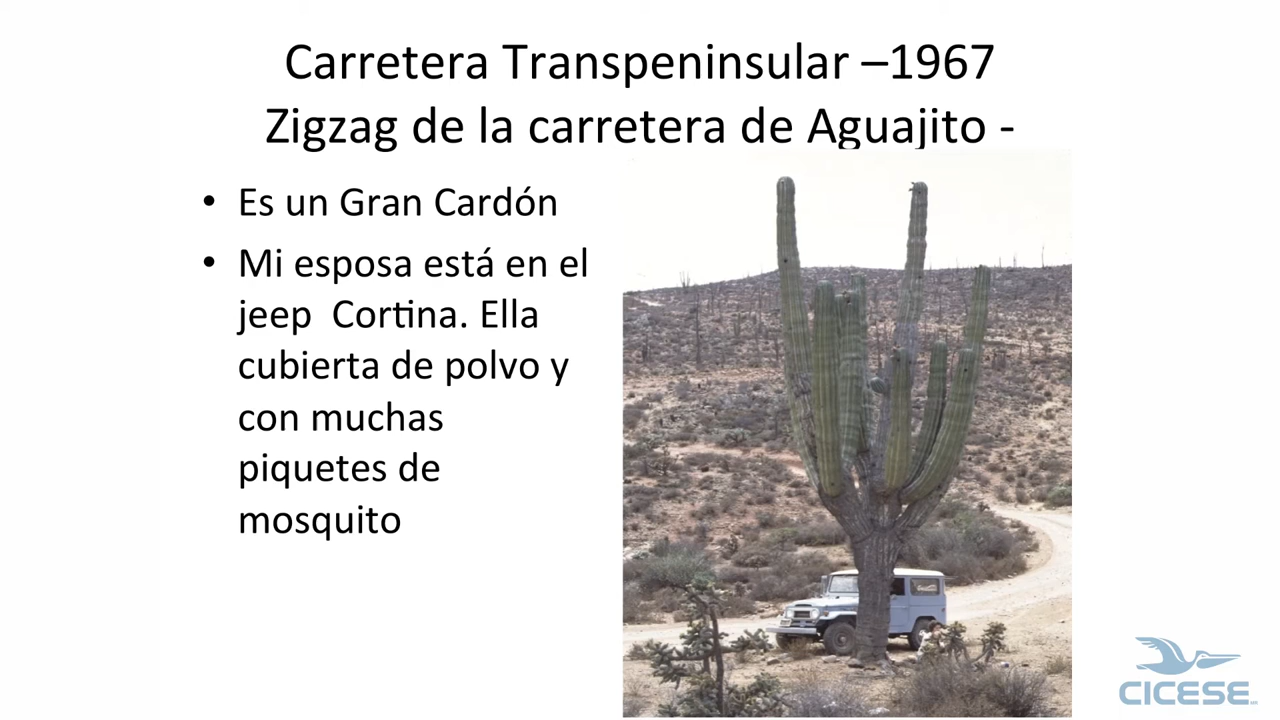 Carretera Transpeninsular –1967
Zigzag de la carretera de Aguajito -
• Es un Gran Cardón
• Mi esposa está en el
jeep  Cortina. Ella
cubierta de polvo y
con muchas
piquetes de
mosquito
CICESE